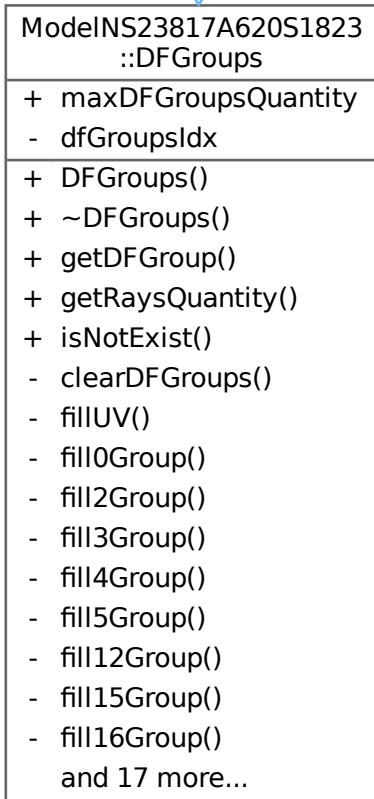 ModelNS23817A620S1823
::DFGroups
+ maxDFGroupsQuantity
- dfGroupsIdx
+ DFGroups()
+ ~DFGroups()
+ getDFGroup()
+ getRaysQuantity()
+ isNotExist()
- clearDFGroups()
- fillUV()
- fill0Group()
- fill2Group()
- fill3Group()
- fill4Group()
- fill5Group()
- fill12Group()
- fill15Group()
- fill16Group()
and 17 more...